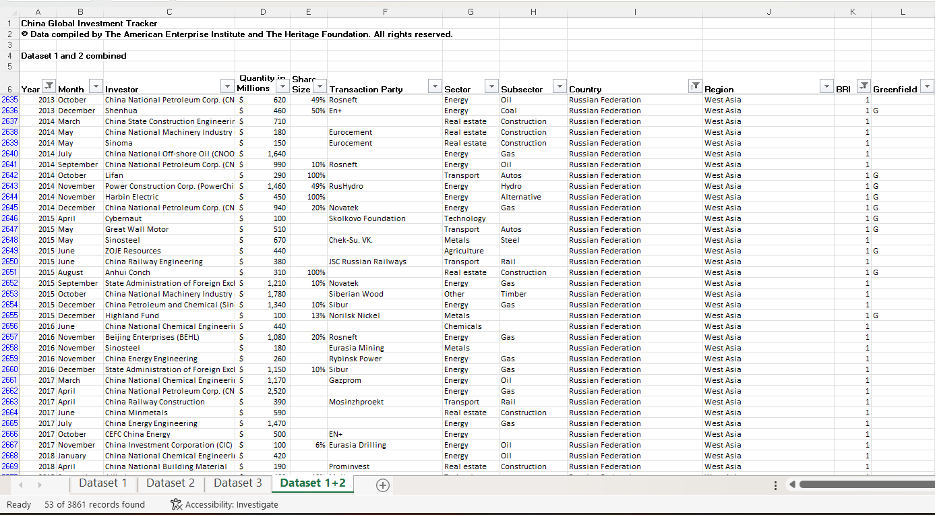 A B C D E F G H I J K L
1 China Global Investment Tracker
2 © Data compiled by The American Enterprise Institute and The Heritage Foundation. All rights reserved.
3
4 Dataset 1 and 2 combined
5
6 Year Month Investor Quantity in Millions Share Size Transaction Party Sector Subsector Country Region BRI Greenfield
2635 2013 October China National Petroleum Corp. (CN $ 620 49% Rosneft Energy Oil Russian Federation West Asia 1
2636 2013 December Shenhua $ 460 50% En+ Energy Coal Russian Federation West Asia 1 G
2637 2014 March China State Construction Engineerin $ 710 Real estate Construction Russian Federation West Asia 1
2638 2014 May China National Machinery Industry $ 180 Eurocement Real estate Construction Russian Federation West Asia 1
2639 2014 May Sinoma $ 150 Eurocement Real estate Construction Russian Federation West Asia 1
2640 2014 July China National Off-shore Oil (CNOO $ 1,640 Energy Gas Russian Federation West Asia 1
2641 2014 September China National Petroleum Corp. (CN $ 990 10% Rosneft Energy Oil Russian Federation West Asia 1
2642 2014 October Lifan $ 290 100% Transport Autos Russian Federation West Asia 1 G
2643 2014 November Power Construction Corp. (PowerChi $ 1,460 49% RusHydro Energy Hydro Russian Federation West Asia 1 G
2644 2014 November Harbin Electric $ 450 100% Energy Alternative Russian Federation West Asia 1 G
2645 2014 December China National Petroleum Corp. (CN $ 940 20% Novatek Energy Gas Russian Federation West Asia 1 G
2646 2015 April Cybernaut $ 100 Skolkovo Foundation Technology Russian Federation West Asia 1 G
2647 2015 May Great Wall Motor $ 510 Transport Autos Russian Federation West Asia 1 G
2648 2015 May Sinosteel $ 670 Chek-Su. VK. Metals Steel Russian Federation West Asia 1
2649 2015 June ZOJE Resources $ 440 Agriculture Russian Federation West Asia 1 G
2650 2015 June China Railway Engineering $ 380 JSC Russian Railways Transport Rail Russian Federation West Asia 1
2651 2015 August Anhui Conch $ 310 100% Real estate Construction Russian Federation West Asia 1 G
2652 2015 September State Administration of Foreign Excl $ 1,210 10% Novatek Energy Gas Russian Federation West Asia 1
2653 2015 October China National Machinery Industry $ 1,780 Siberian Wood Other Timber Russian Federation West Asia 1
2654 2015 December China Petroleum and Chemical (Sin $ 1,340 10% Sibur Energy Gas Russian Federation West Asia 1
2655 2015 December Highland Fund $ 100 13% Norilsk Nickel Metals Russian Federation West Asia 1 G
2656 2016 June China National Chemical Engineerin $ 440 Chemicals Russian Federation West Asia 1
2657 2016 November Beijing Enterprises (BEHL) $ 1,080 20% Rosneft Energy Gas Russian Federation West Asia 1
2658 2016 November Sinosteel $ 180 Eurasia Mining Metals Russian Federation West Asia 1
2659 2016 November China Energy Engineering $ 260 Rybinsk Power Energy Gas Russian Federation West Asia 1
2660 2016 December State Administration of Foreign Excl $ 1,150 10% Sibur Energy Gas Russian Federation West Asia 1
2661 2017 March China National Chemical Engineerin $ 1,170 Gazprom Energy Oil Russian Federation West Asia 1
2662 2017 April China National Petroleum Corp. (CN $ 2,520 Energy Gas Russian Federation West Asia 1
2663 2017 April China Railway Construction $ 390 Mosinzhproekt Transport Rail Russian Federation West Asia 1
2664 2017 June China Minmetals $ 590 Real estate Construction Russian Federation West Asia 1
2665 2017 July China Energy Engineering $ 1,470 Energy Gas Russian Federation West Asia 1
2666 2017 October CEFC China Energy $ 500 EN+ Energy Russian Federation West Asia 1
2667 2017 November China Investment Corporation (CIC) $ 100 6% Eurasia Drilling Energy Oil Russian Federation West Asia 1
2668 2018 January China National Chemical Engineerin $ 420 Energy Oil Russian Federation West Asia 1
2669 2018 April China National Building Material $ 190 Prominvest Real estate Construction Russian Federation West Asia 1
Dataset 1 Dataset 2 Dataset 3 Dataset 1+2
Ready 53 of 3861 records found Accessibility: Investigate